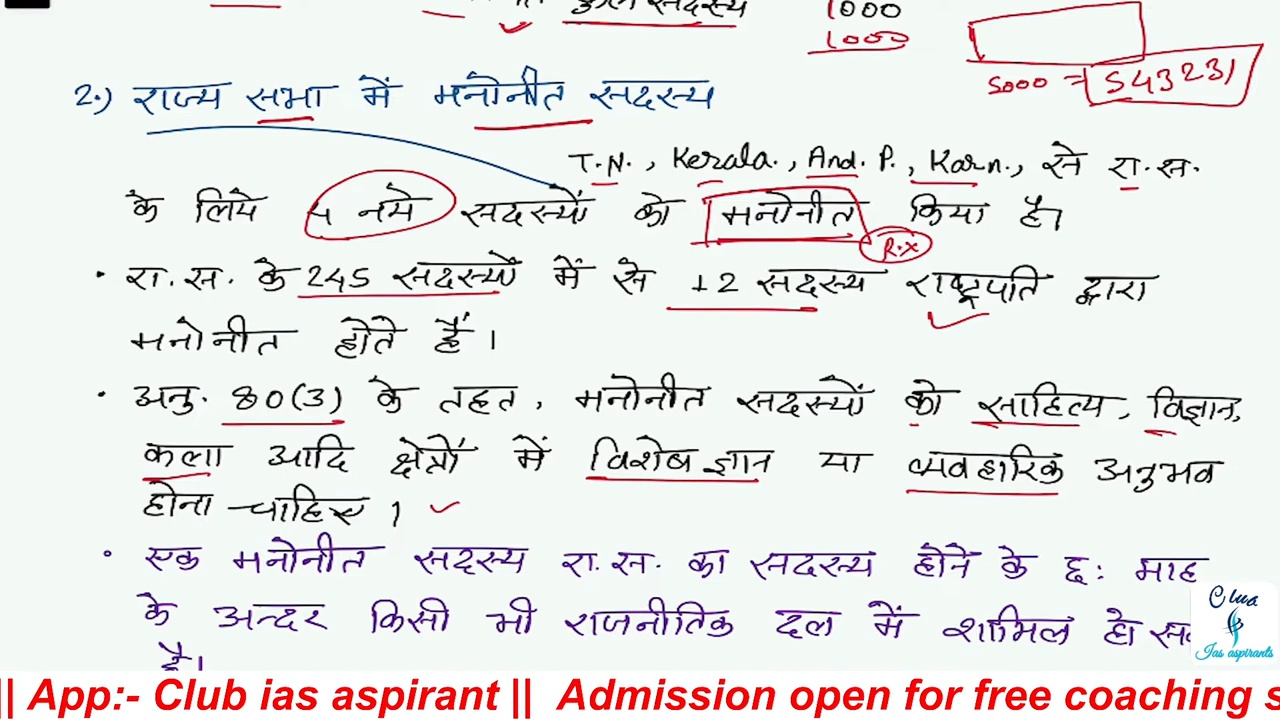 कुल सदस्य
1000
1000
5000 = 543231
2.) राज्य सभा में मनोनीत सदस्य
T.N., Kerala., And. P., Karn., से रा.स.
के लिये 4 नये सदस्यों को मनोनीत किया है।
P.X
• रा.स. के 245 सदस्यों में से 12 सदस्य राष्ट्रपति द्वारा
मनोनीत होते हैं।
• अनु. 80(3) के तहत, मनोनीत सदस्यों को साहित्य, विज्ञान,
कला आदि क्षेत्रों में विशेष ज्ञान या व्यवहारिक अनुभव
होना चाहिए।
• एक मनोनीत सदस्य रा.स. का सदस्य होने के छ: माह
के अन्दर किसी भी राजनीतिक दल में शामिल हो
है।
Club
Ias aspirants
|| App:- Club ias aspirant || Admission open for free coaching s